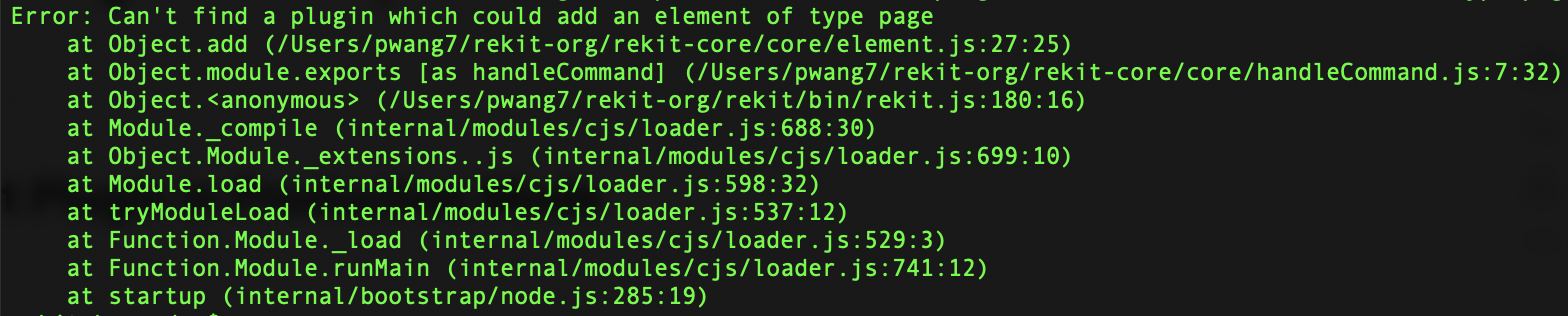 Error: Can't find a plugin which could add an element of type page
    at Object.add (/Users/pwang7/rekit-org/rekit-core/core/element.js:27:25)
    at Object.module.exports [as handleCommand] (/Users/pwang7/rekit-org/rekit-core/core/handleCommand.js:7:32)
    at Object.<anonymous> (/Users/pwang7/rekit-org/rekit/bin/rekit.js:180:16)
    at Module._compile (internal/modules/cjs/loader.js:688:30)
    at Object.Module._extensions..js (internal/modules/cjs/loader.js:699:10)
    at Module.load (internal/modules/cjs/loader.js:598:32)
    at tryModuleLoad (internal/modules/cjs/loader.js:537:12)
    at Function.Module._load (internal/modules/cjs/loader.js:529:3)
    at Function.Module.runMain (internal/modules/cjs/loader.js:741:12)
    at startup (internal/bootstrap/node.js:285:19)